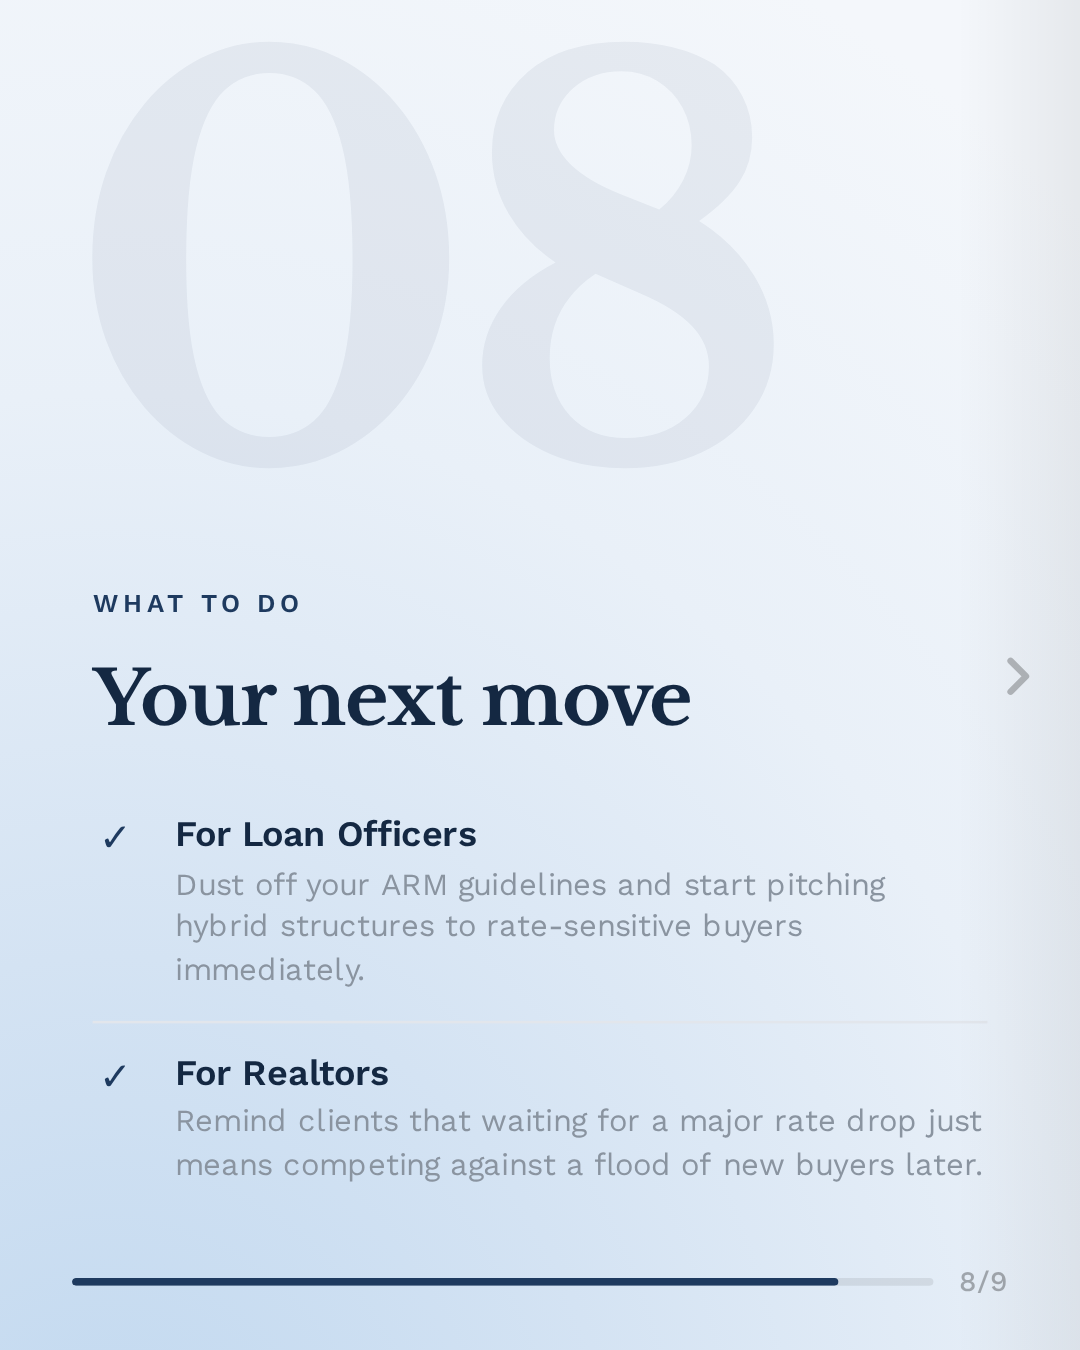 08
WHAT TO DO
Your next move
✓ For Loan Officers
Dust off your ARM guidelines and start pitching
hybrid structures to rate-sensitive buyers
immediately.
✓ For Realtors
Remind clients that waiting for a major rate drop just
means competing against a flood of new buyers later.
8/9